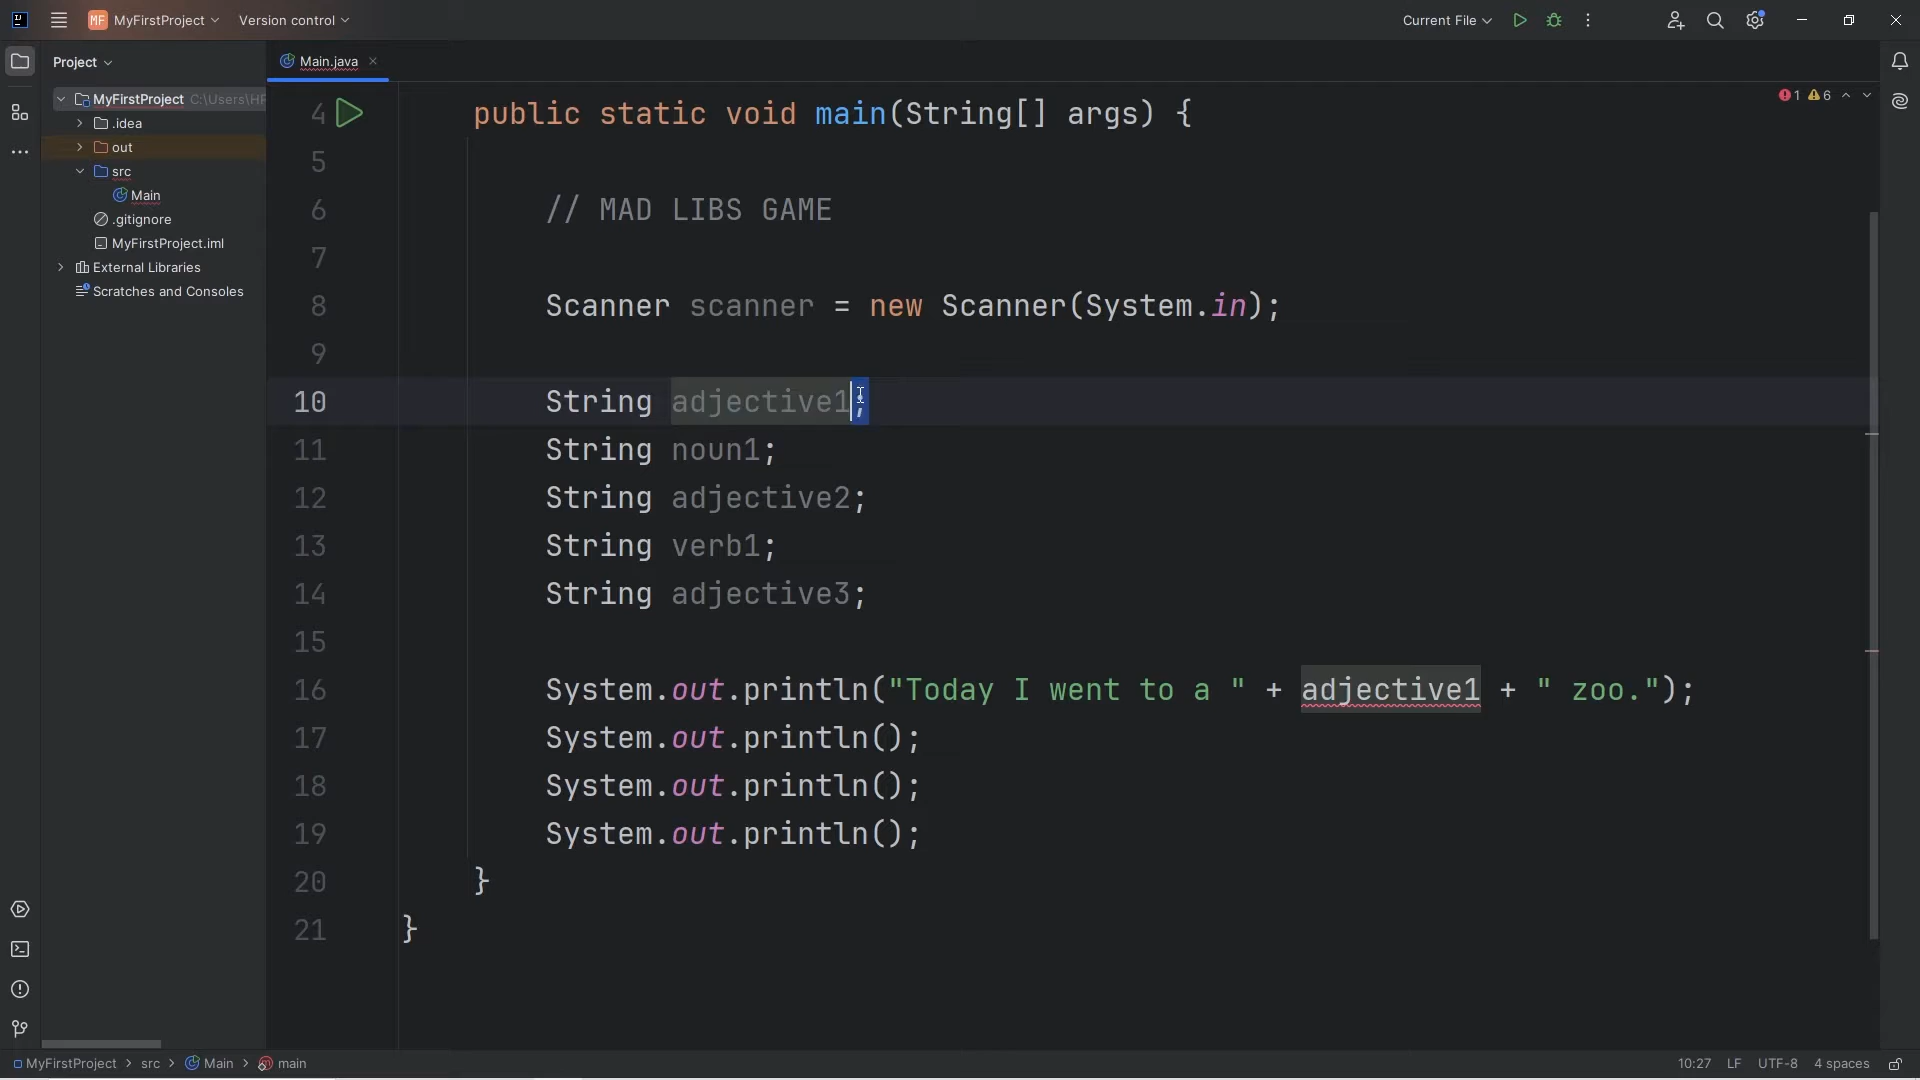 MF MyFirstProject Version control Current File
Project
Main.java
MyFirstProject C:\Users\HP
.idea
out
src
Main
.gitignore
MyFirstProject.iml
External Libraries
Scratches and Consoles
1 6
4 public static void main(String[] args) {
5
6 // MAD LIBS GAME
7
8 Scanner scanner = new Scanner(System.in);
9
10 String adjective1;
11 String noun1;
12 String adjective2;
13 String verb1;
14 String adjective3;
15
16 System.out.println("Today I went to a " + adjective1 + " zoo.");
17 System.out.println();
18 System.out.println();
19 System.out.println();
20 }
21 }
MyFirstProject > src > Main > main 10:27 LF UTF-8 4 spaces